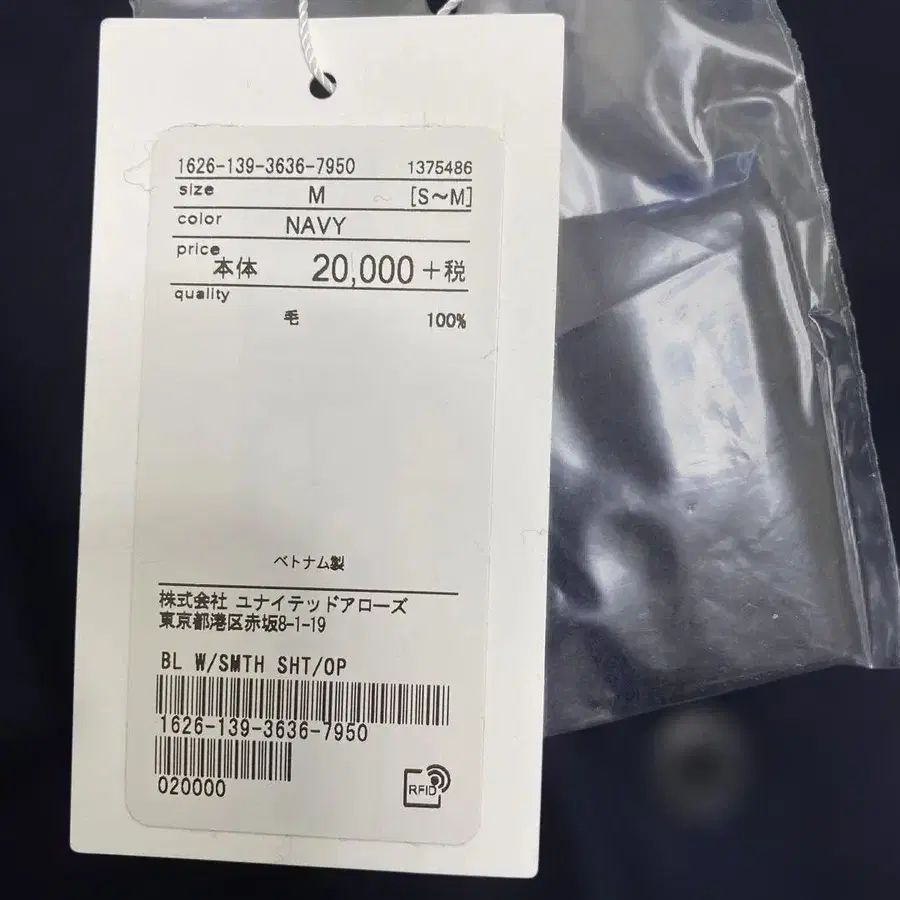 1626-139-3636-7950 1375486
size M [S～M]
color NAVY
price 本体 20,000 +税
quality
毛 100%
ベトナム製
株式会社 ユナイテッドアローズ
東京都港区赤坂8-1-19
BL W/SMTH SHT/OP
1626-139-3636-7950
020000
RFID